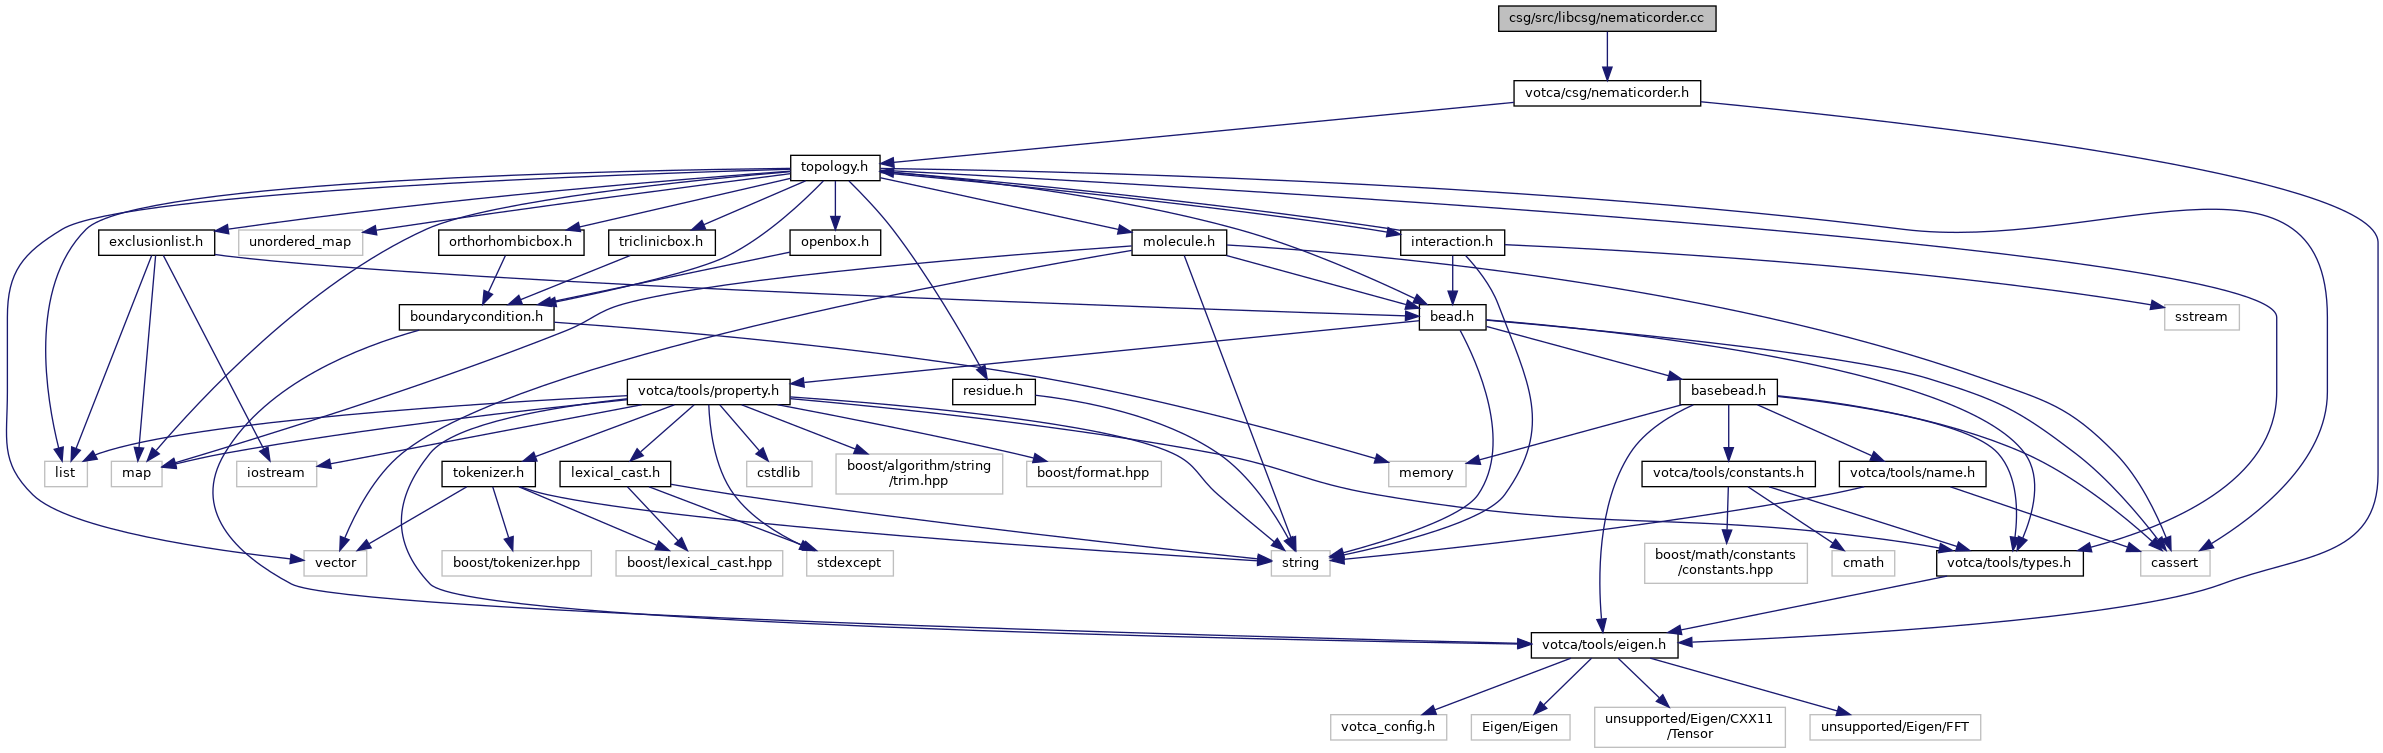 csg/src/libcsg/nematicorder.cc
votca/csg/nematicorder.h
topology.h
exclusionlist.h
unordered_map
orthorhombicbox.h
triclinicbox.h
openbox.h
molecule.h
interaction.h
boundarycondition.h
bead.h
sstream
votca/tools/property.h
residue.h
basebead.h
list
map
iostream
tokenizer.h
lexical_cast.h
cstdlib
boost/algorithm/string
/trim.hpp
boost/format.hpp
memory
votca/tools/constants.h
votca/tools/name.h
vector
boost/tokenizer.hpp
boost/lexical_cast.hpp
stdexcept
string
boost/math/constants
/constants.hpp
cmath
votca/tools/types.h
cassert
votca/tools/eigen.h
votca_config.h
Eigen/Eigen
unsupported/Eigen/CXX11
/Tensor
unsupported/Eigen/FFT